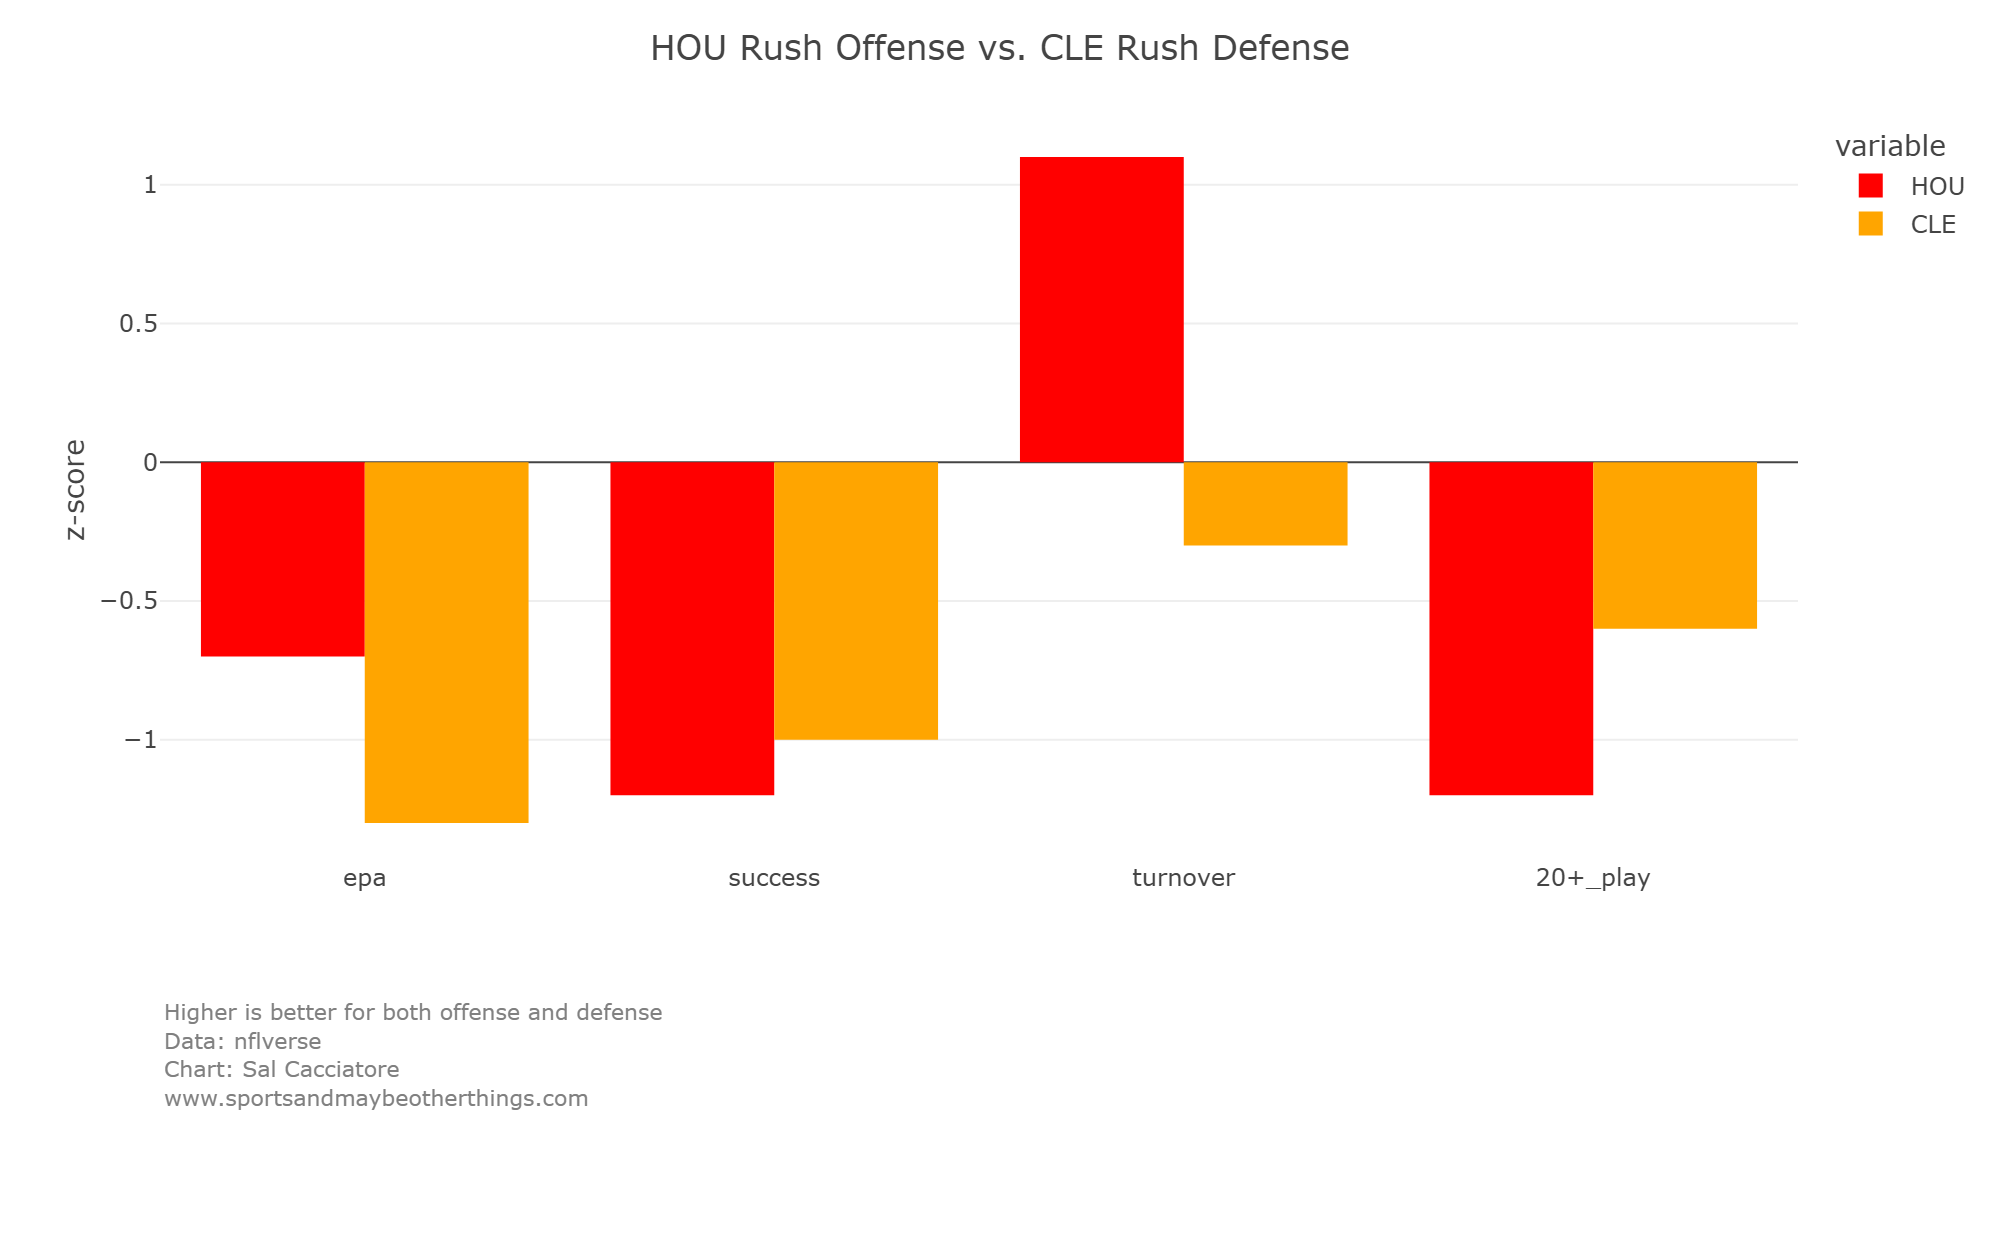 HOU Rush Offense vs. CLE Rush Defense
variable
HOU
CLE
1
0.5
0
−0.5
−1
z-score
epa
success
turnover
20+_play
Higher is better for both offense and defense
Data: nflverse
Chart: Sal Cacciatore
www.sportsandmaybeotherthings.com